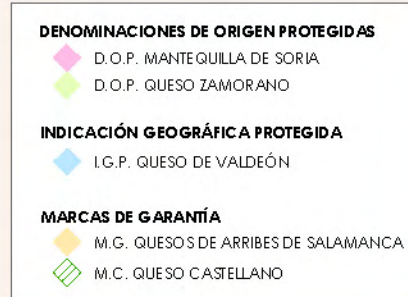 DENOMINACIONES DE ORIGEN PROTEGIDAS
D.O.P. MANTEQUILLA DE SORIA
D.O.P. QUESO ZAMORANO
INDICACIÓN GEOGRÁFICA PROTEGIDA
I.G.P. QUESO DE VALDEÓN
MARCAS DE GARANTÍA
M.G. QUESOS DE ARRIBES DE SALAMANCA
M.C. QUESO CASTELLANO